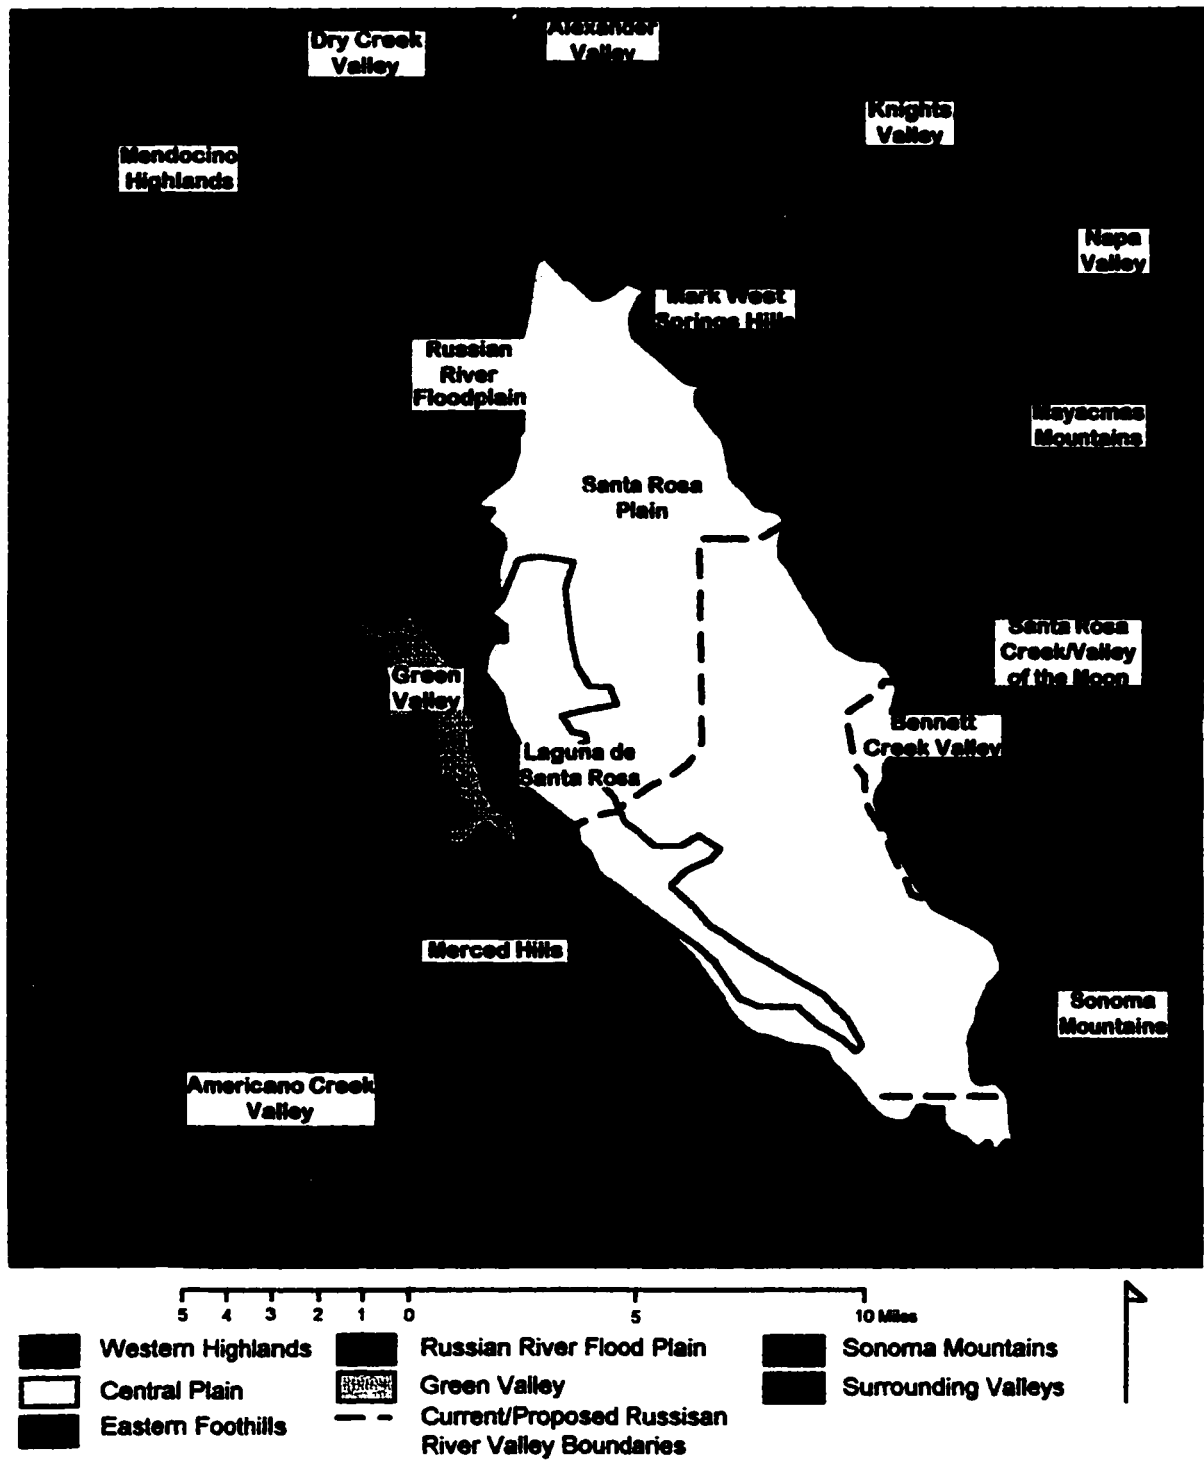 Dry Creek
Valley
Alexander
Valley
Knights
Valley
Mendocino
Highlands
Napa
Valley
Mark West
Springs Hills
Russian
River
Floodplain
Mayacmas
Mountains
Santa Rosa
Plain
Santa Rosa
Creek/Valley
of the Moon
Green
Valley
Bennett
Creek Valley
Laguna de
Santa Rosa
Merced Hills
Sonoma
Mountains
Americano Creek
Valley
5 4 3 2 1 0 5 10 Miles
Western Highlands
Central Plain
Eastern Foothills
Russian River Flood Plain
Green Valley
Current/Proposed Russisan
River Valley Boundaries
Sonoma Mountains
Surrounding Valleys